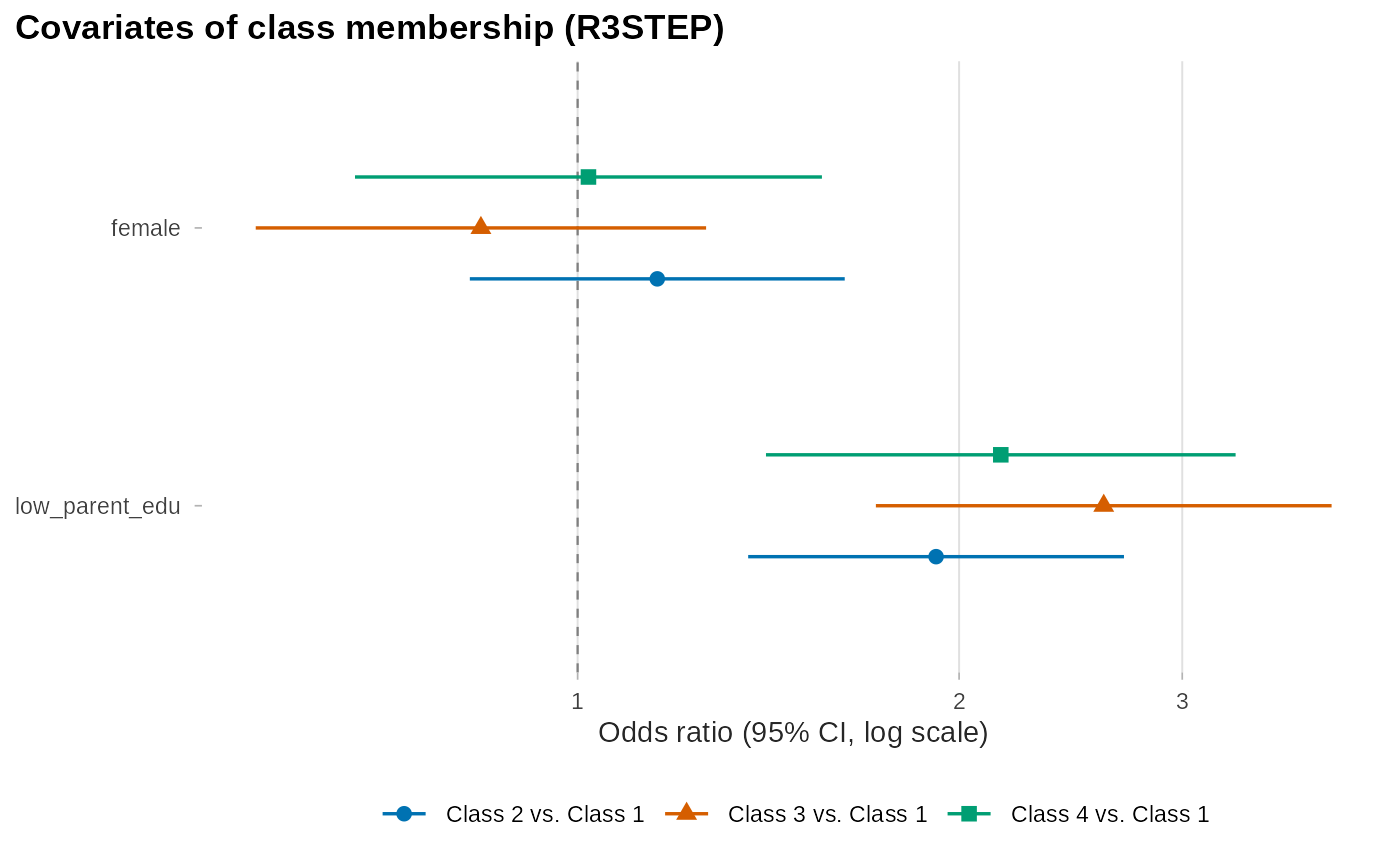 Covariates of class membership (R3STEP)
female
low_parent_edu
1 2 3
Odds ratio (95% CI, log scale)
Class 2 vs. Class 1 Class 3 vs. Class 1 Class 4 vs. Class 1